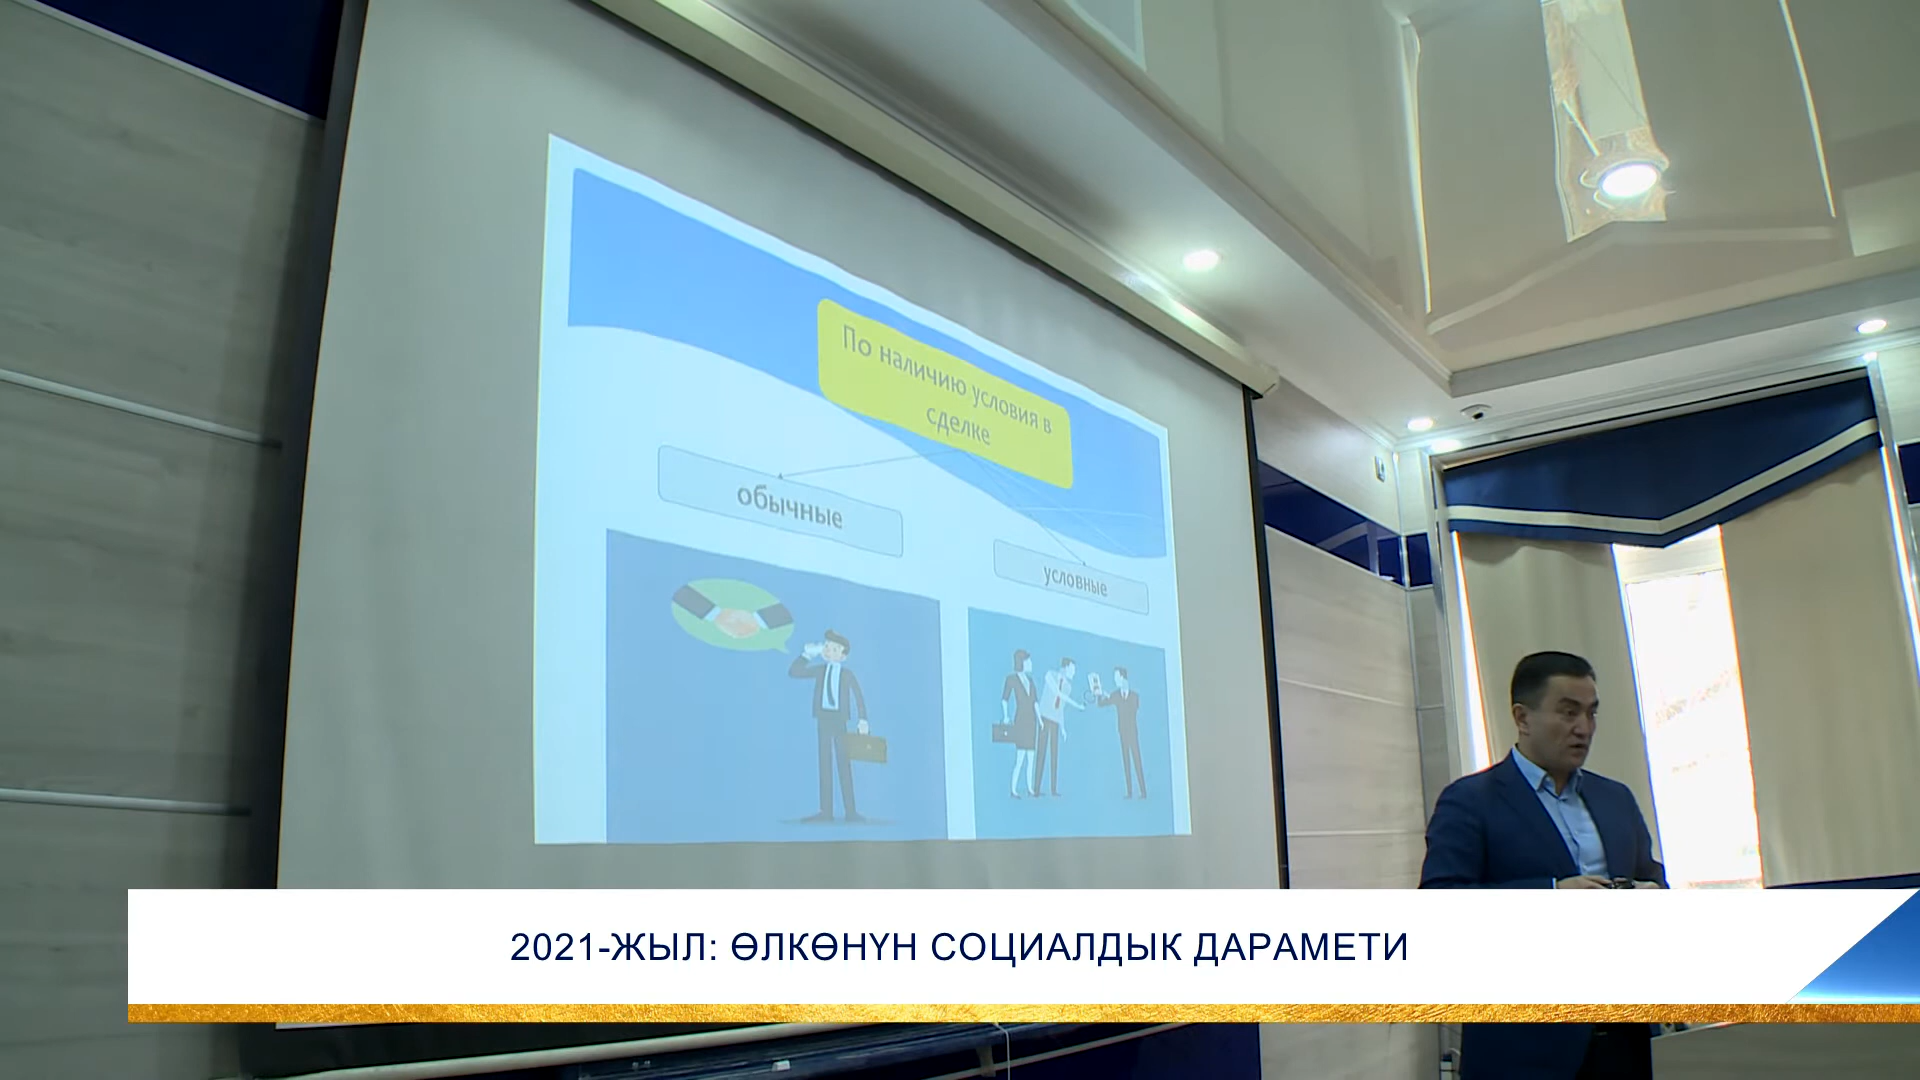 По наличию условия в
сделке
обычные
условные
2021-ЖЫЛ: ӨЛКӨНҮН СОЦИАЛДЫК ДАРАМЕТИ